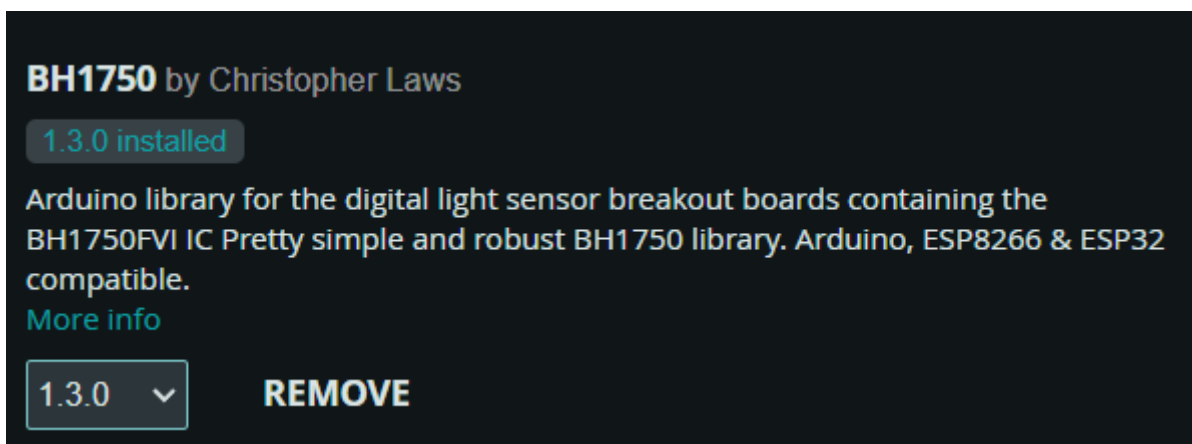 BH1750 by Christopher Laws
1.3.0 installed
Arduino library for the digital light sensor breakout boards containing the
BH1750FVI IC Pretty simple and robust BH1750 library. Arduino, ESP8266 & ESP32
compatible.
More info
1.3.0 REMOVE